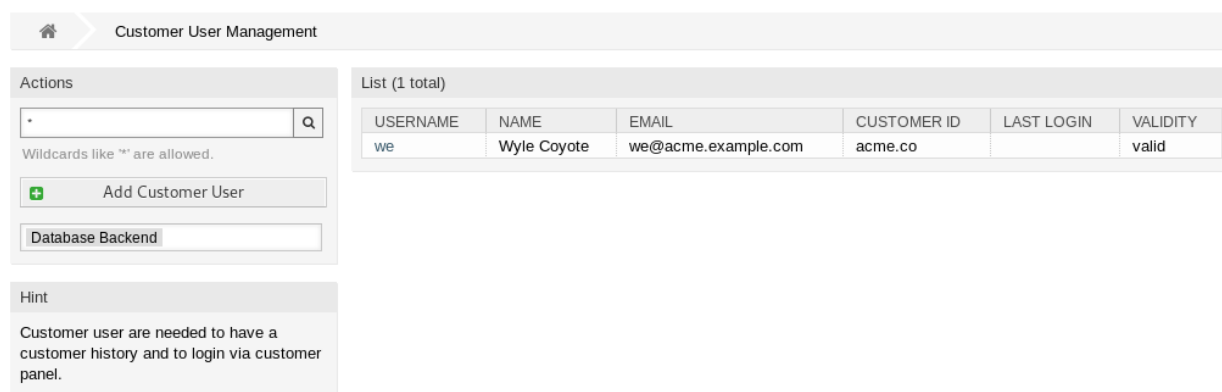 Customer User Management
Actions
*
Wildcards like '*' are allowed.
Add Customer User
Database Backend
Hint
Customer user are needed to have a
customer history and to login via customer
panel.
List (1 total)
USERNAME NAME EMAIL CUSTOMER ID LAST LOGIN VALIDITY
we Wyle Coyote we@acme.example.com acme.co valid